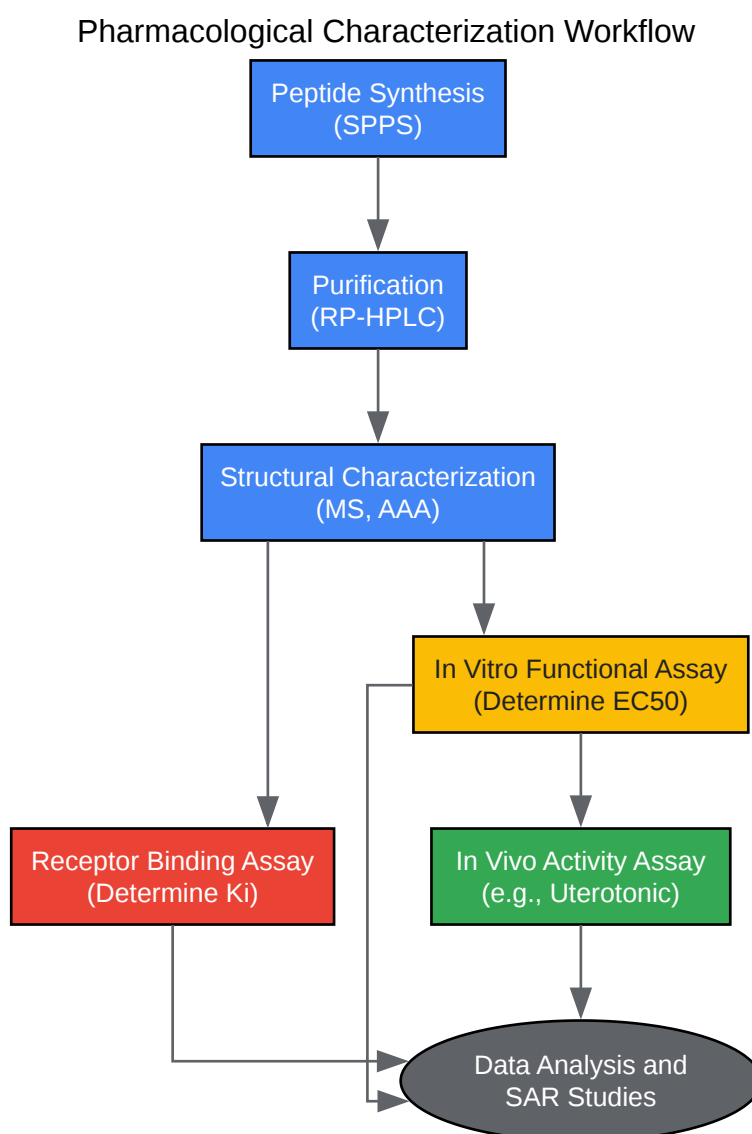 Pharmacological Characterization Workflow
Peptide Synthesis
(SPPS)
Purification
(RP-HPLC)
Structural Characterization
(MS, AAA)
In Vitro Functional Assay
(Determine EC50)
Receptor Binding Assay
(Determine Ki)
In Vivo Activity Assay
(e.g., Uterotonic)
Data Analysis and
SAR Studies